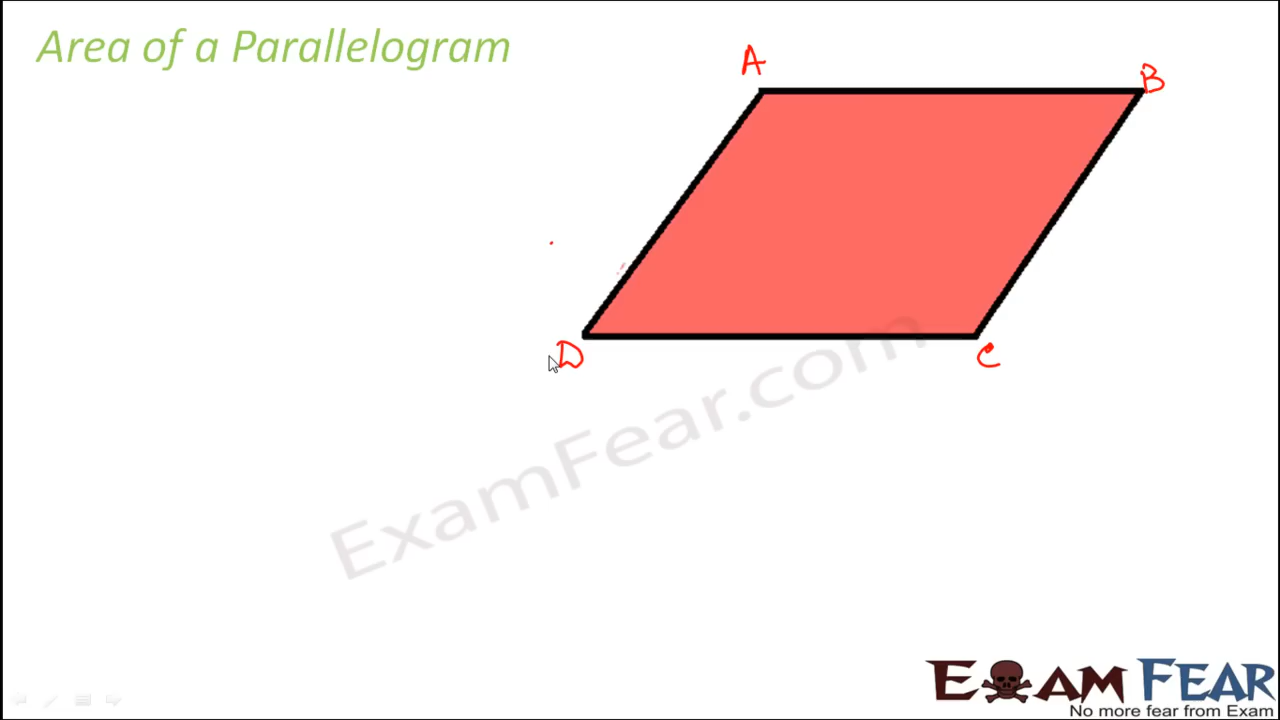 Area of a Parallelogram
A
B
D
C
ExamFear.com
EXAM FEAR
No more fear from Exam